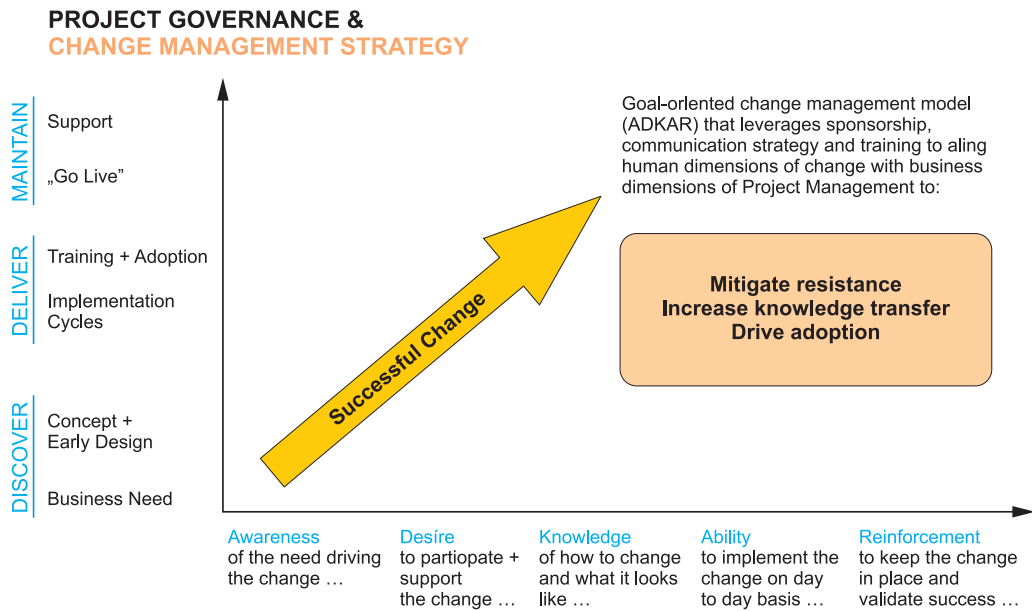 PROJECT GOVERNANCE &
CHANGE MANAGEMENT STRATEGY
MAINTAIN
Support
„Go Live”
DELIVER
Training + Adoption
Implementation
Cycles
DISCOVER
Concept +
Early Design
Business Need
Successful Change
Goal-orlented change management model
(ADKAR) that leverages sponsorship,
communication strategy and training to aling
human dimensions of change with business
dimensions of Project Management to:
Mitigate resistance
Increase knowledge transfer
Drive adoption
Awareness
of the need driving
the change ...
Desíre
to partiopate +
support
the change ...
Knowledge
of how to change
and what it looks
like ...
Ability
to implement the
change on day
to day basis ...
Reinforcement
to keep the change
in place and
validate success ...